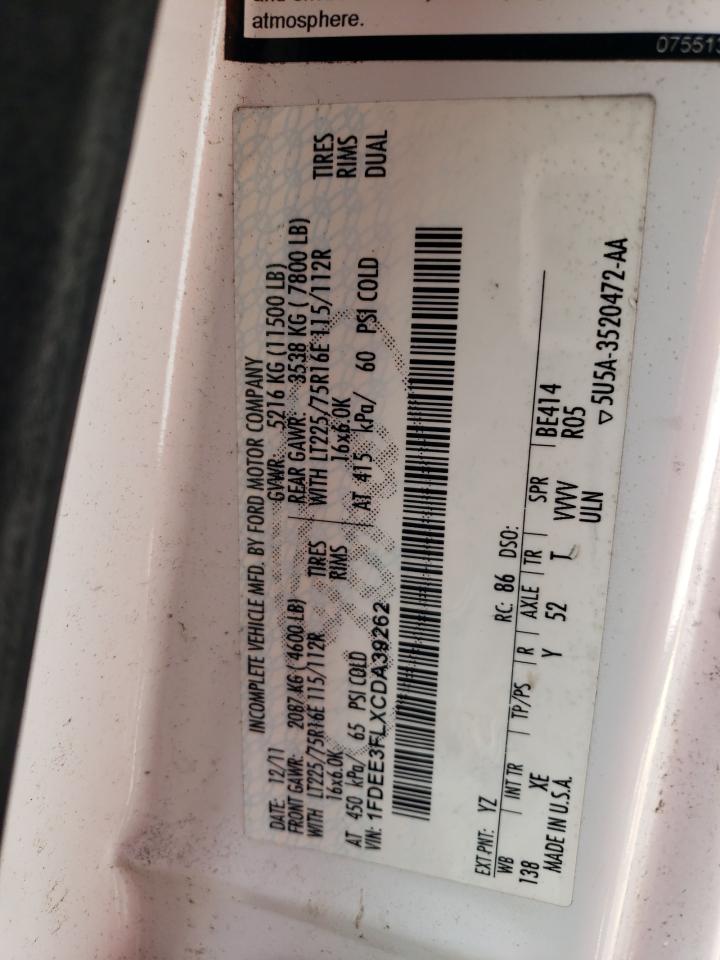 atmosphere.
075513
INCOMPLETE VEHICLE MFD. BY FORD MOTOR COMPANY
DATE: 12/11 GVWR: 5216 KG (11500 LB)
FRONT GAWR: 2087 KG ( 4600 LB) REAR GAWR: 3538 KG ( 7800 LB)
WITH LT225/75R16E 115/112R TIRES WITH LT225/75R16E 115/112R TIRES
16x6.0K RIMS 16x6.0K RIMS
AT 450 kPa/ 65 PSI COLD AT 415 kPa/ 60 PSI COLD DUAL
VIN: 1FDEE3FLXCDA39262
EXT PNT: YZ RC: 86 DSO:
WB INT TR TP/PS R AXLE TR SPR BE414
138 XE Y 52 T VVVV R05
MADE IN U.S.A. ULN
▽5U5A-3520472-AA